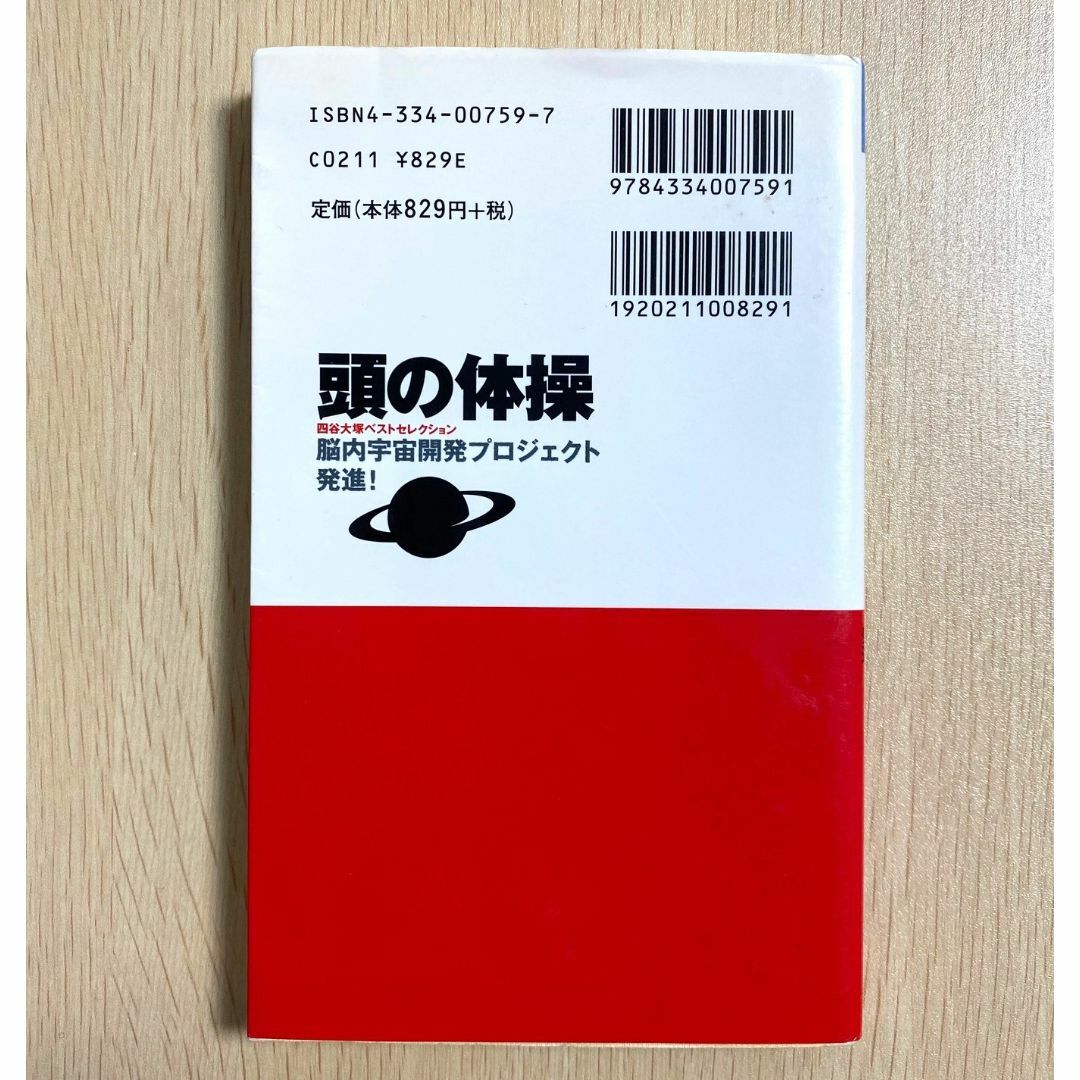 ISBN4-334-00759-7
C0211 ¥829E
定価(本体829円+税)
9784334007591
1920211008291
頭の体操
四谷大塚ベストセレクション
脳内宇宙開発プロジェクト
発進!